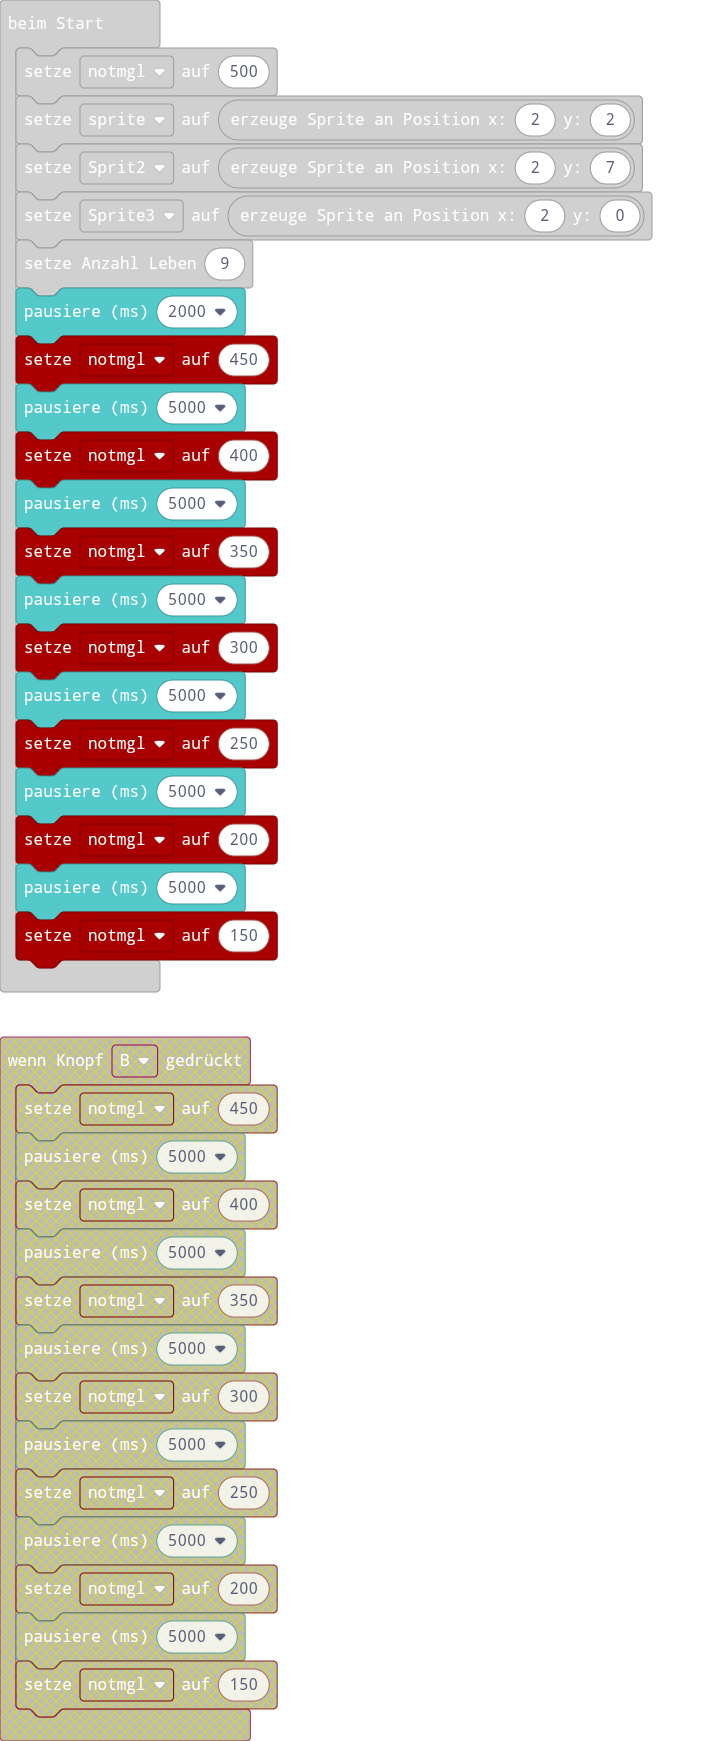 beim Start
setze notmgl auf 500
setze sprite auf erzeuge Sprite an Position x: 2 y: 2
setze Sprit2 auf erzeuge Sprite an Position x: 2 y: 7
setze Sprite3 auf erzeuge Sprite an Position x: 2 y: 0
setze Anzahl Leben 9
pausiere (ms) 2000
setze notmgl auf 450
pausiere (ms) 5000
setze notmgl auf 400
pausiere (ms) 5000
setze notmgl auf 350
pausiere (ms) 5000
setze notmgl auf 300
pausiere (ms) 5000
setze notmgl auf 250
pausiere (ms) 5000
setze notmgl auf 200
pausiere (ms) 5000
setze notmgl auf 150
wenn Knopf B gedrückt
setze notmgl auf 450
pausiere (ms) 5000
setze notmgl auf 400
pausiere (ms) 5000
setze notmgl auf 350
pausiere (ms) 5000
setze notmgl auf 300
pausiere (ms) 5000
setze notmgl auf 250
pausiere (ms) 5000
setze notmgl auf 200
pausiere (ms) 5000
setze notmgl auf 150